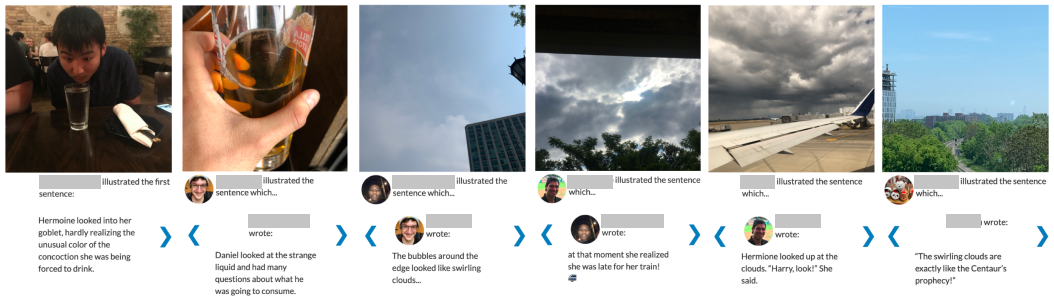 illustrated the first
sentence:
Hermoine looked into her
goblet, hardly realizing the
unusual color of the
concoction she was being
forced to drink.
illustrated the
sentence which...
wrote:
Daniel looked at the strange
liquid and had many
questions about what he
was going to consume.
illustrated the
sentence which...
wrote:
The bubbles around the
edge looked like swirling
clouds...
illustrated the sentence
which...
wrote:
at that moment she realized
she was late for her train!
🚄
illustrated the sentence
which...
wrote:
Hermione looked up at the
clouds. "Harry, look!" She
said.
illustrated the sentence
which...
wrote:
"The swirling clouds are
exactly like the Centaur's
prophecy!"